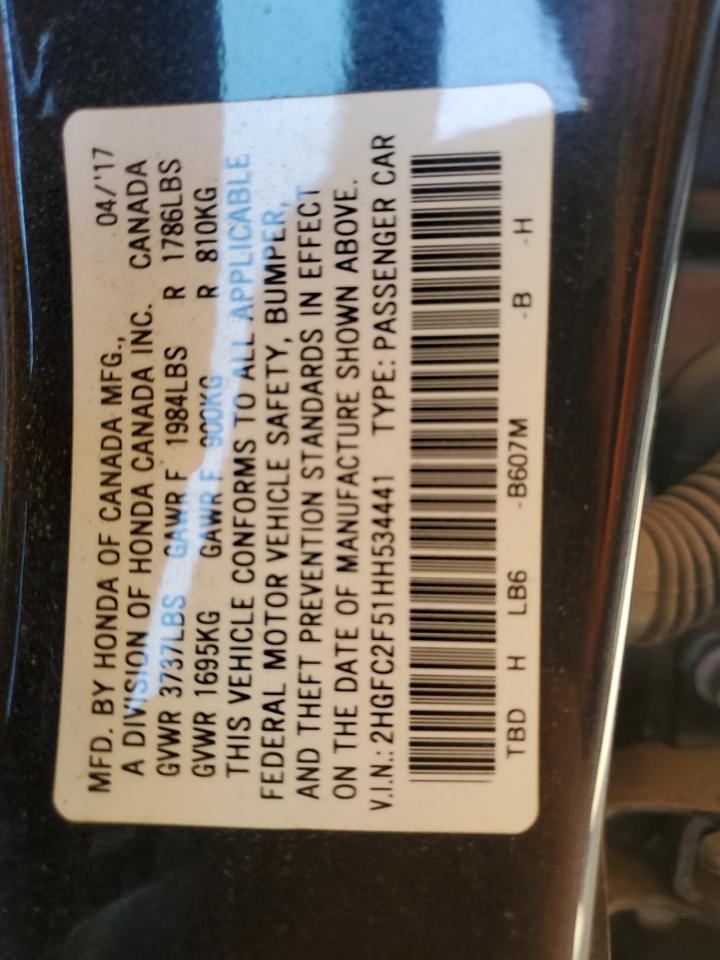 MFD. BY HONDA OF CANADA MFG., 04/'17
A DIVISION OF HONDA CANADA INC. CANADA
GVWR 3737LBS GAWR F 1984LBS R 1786LBS
GVWR 1695KG GAWR F 900KG R 810KG
THIS VEHICLE CONFORMS TO ALL APPLICABLE
FEDERAL MOTOR VEHICLE SAFETY, BUMPER,
AND THEFT PREVENTION STANDARDS IN EFFECT
ON THE DATE OF MANUFACTURE SHOWN ABOVE.
V.I.N.: 2HGFC2F51HH534441 TYPE: PASSENGER CAR
TBD H LB6 -B607M -B -H